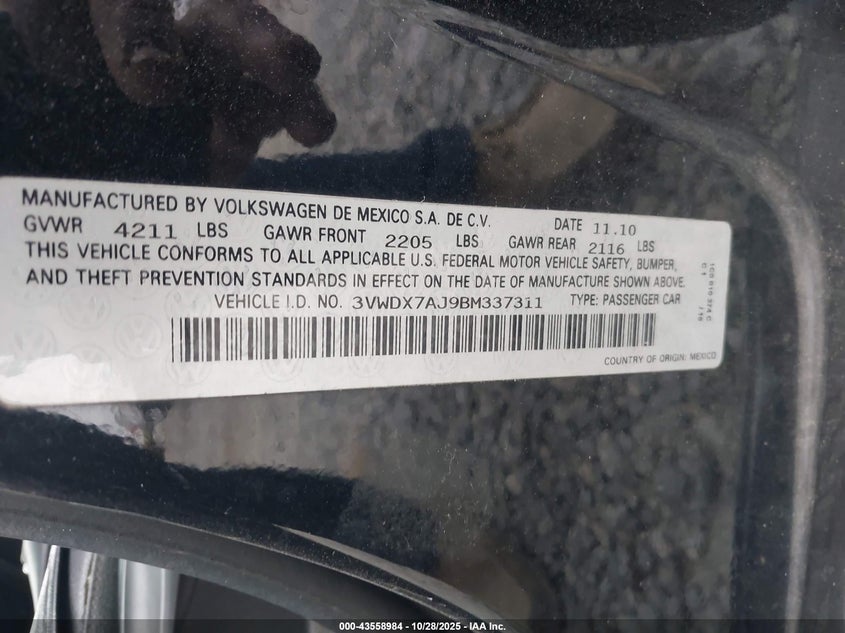 MANUFACTURED BY VOLKSWAGEN DE MEXICO S.A. DE C.V. DATE 11.10
GVWR 4211 LBS GAWR FRONT 2205 LBS GAWR REAR 2116 LBS
THIS VEHICLE CONFORMS TO ALL APPLICABLE U.S. FEDERAL MOTOR VEHICLE SAFETY, BUMPER,
AND THEFT PREVENTION STANDARDS IN EFFECT ON THE DATE OF MANUFACTURE SHOWN ABOVE.
VEHICLE I.D. NO. 3VWDX7AJ9BM337311 TYPE: PASSENGER CAR
COUNTRY OF ORIGIN: MEXICO
000-43558984 | 10/28/2025 - IAA Inc.